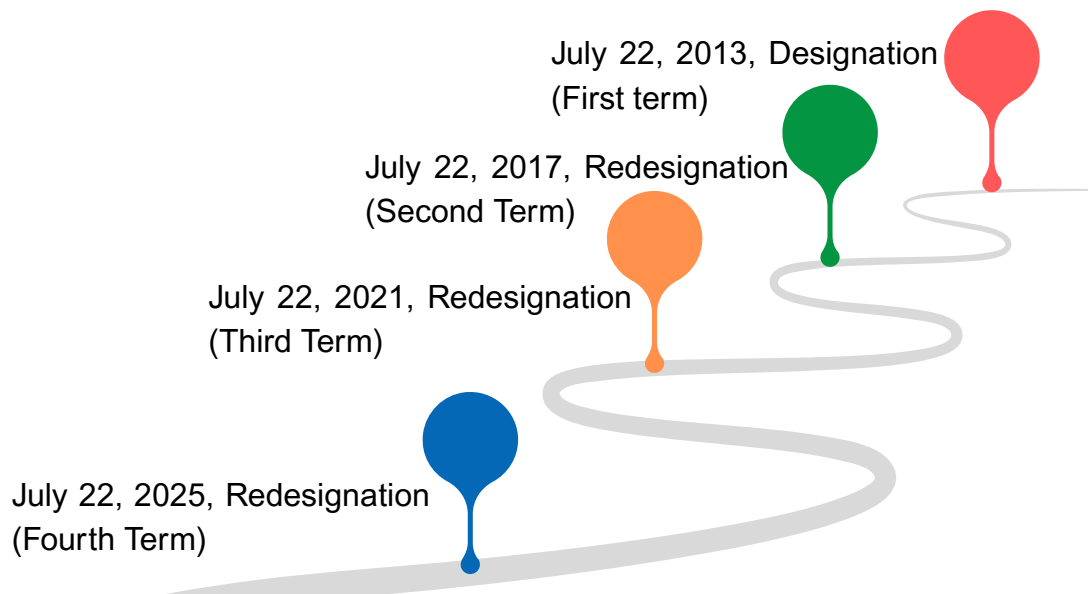 July 22, 2013, Designation
(First term)
July 22, 2017, Redesignation
(Second Term)
July 22, 2021, Redesignation
(Third Term)
July 22, 2025, Redesignation
(Fourth Term)